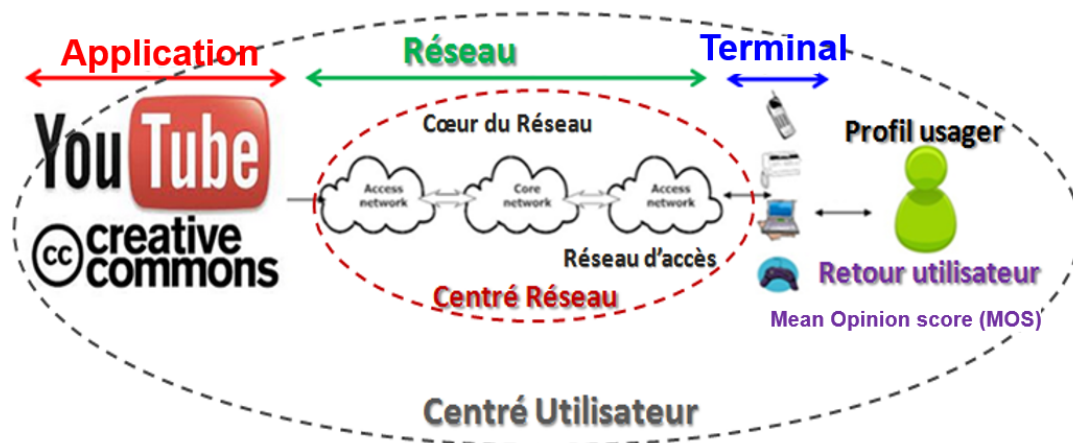 Application
Réseau
Terminal
YouTube
cc creative
commons
Cœur du Réseau
Access
network
Core
network
Access
network
Réseau d'accès
Centré Réseau
Profil usager
Retour utilisateur
Mean Opinion score (MOS)
Centré Utilisateur